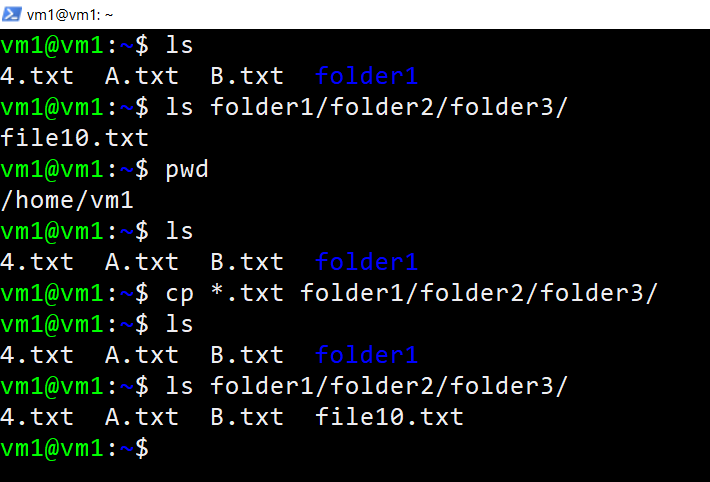 vm1@vm1: ~
vm1@vm1:~$ ls
4.txt  A.txt  B.txt  folder1
vm1@vm1:~$ ls folder1/folder2/folder3/
file10.txt
vm1@vm1:~$ pwd
/home/vm1
vm1@vm1:~$ ls
4.txt  A.txt  B.txt  folder1
vm1@vm1:~$ cp *.txt folder1/folder2/folder3/
vm1@vm1:~$ ls
4.txt  A.txt  B.txt  folder1
vm1@vm1:~$ ls folder1/folder2/folder3/
4.txt  A.txt  B.txt  file10.txt
vm1@vm1:~$